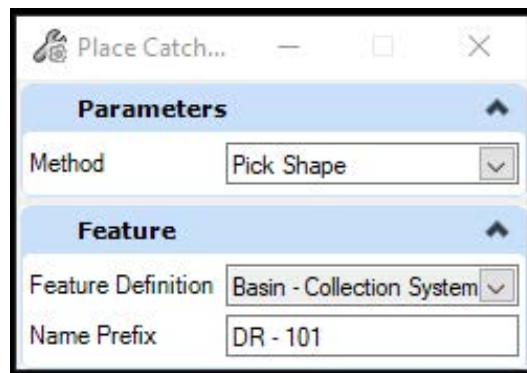 Place Catch...
Parameters
Method Pick Shape
Feature
Feature Definition Basin - Collection System
Name Prefix DR - 101